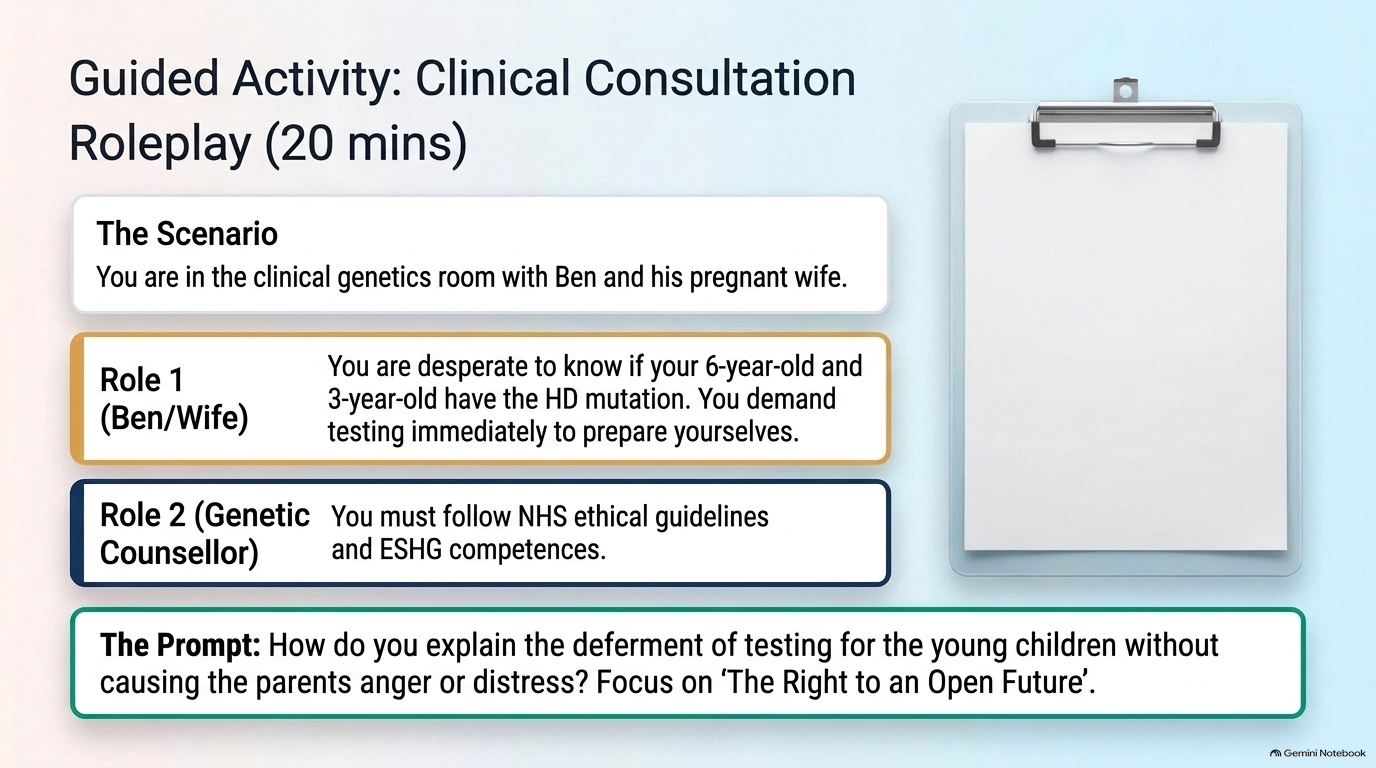 Guided Activity: Clinical Consultation
Roleplay (20 mins)
The Scenario
You are in the clinical genetics room with Ben and his pregnant wife.
Role 1
(Ben/Wife)
You are desperate to know if your 6-year-old and
3-year-old have the HD mutation. You demand
testing immediately to prepare yourselves.
Role 2 (Genetic
Counsellor)
You must follow NHS ethical guidelines
and ESHG competences.
The Prompt: How do you explain the deferment of testing for the young children without
causing the parents anger or distress? Focus on ‘The Right to an Open Future’.
Gemini Notebook